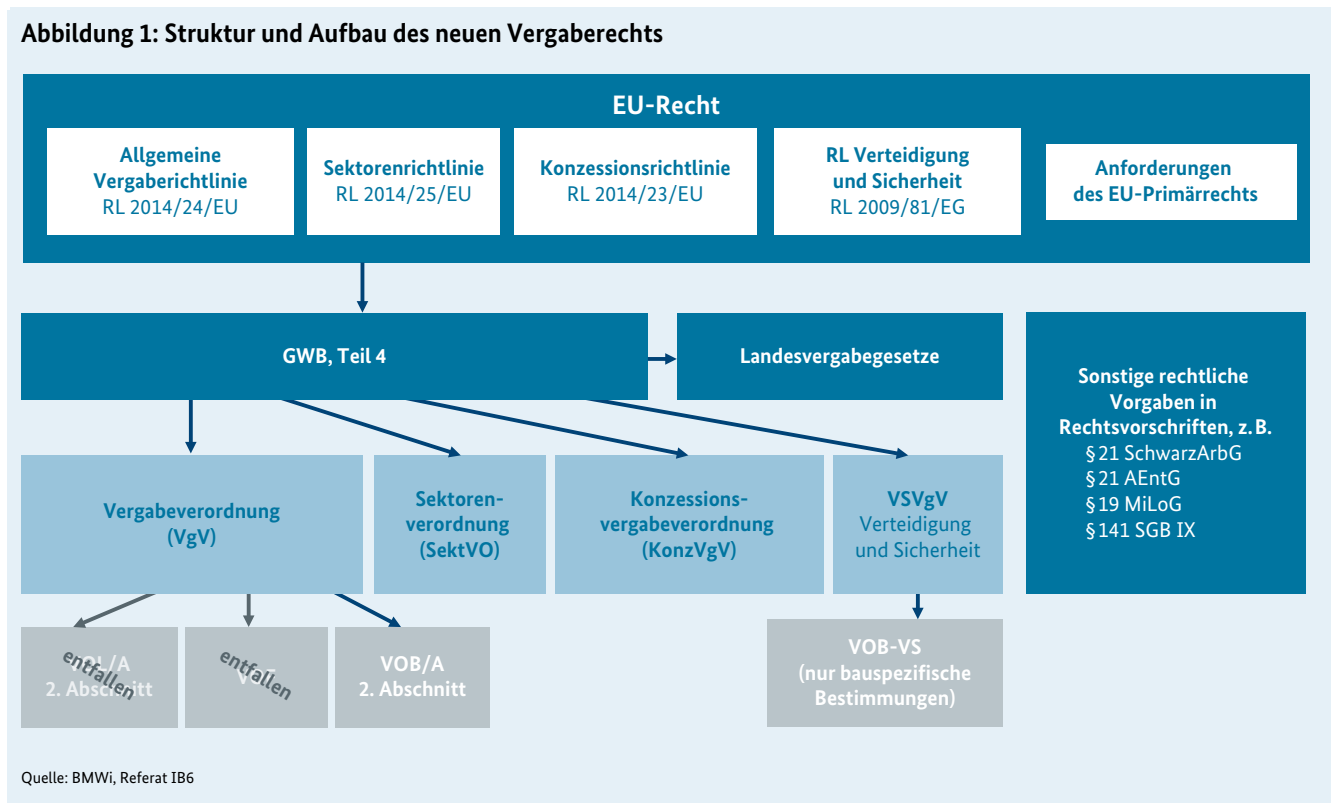 Abbildung 1: Struktur und Aufbau des neuen Vergaberechts
EU-Recht
Allgemeine
Vergaberichtlinie
RL 2014/24/EU
Sektorenrichtlinie
RL 2014/25/EU
Konzessionsrichtlinie
RL 2014/23/EU
RL Verteidigung
und Sicherheit
RL 2009/81/EG
Anforderungen
des EU-Primärrechts
GWB, Teil 4
Landesvergabegesetze
Sonstige rechtliche
Vorgaben in
Rechtsvorschriften, z. B.
§ 21 SchwarzArbG
§ 21 AEntG
§ 19 MiLoG
§ 141 SGB IX
Vergabeverordnung
(VgV)
Sektoren-
verordnung
(SektVO)
Konzessions-
vergabeverordnung
(KonzVgV)
VSVgV
Verteidigung
und Sicherheit
VOL/A
2. Abschnitt
entfallen
entfallen
VOB/A
2. Abschnitt
VOB-VS
(nur bauspezifische
Bestimmungen)
Quelle: BMWi, Referat IB6